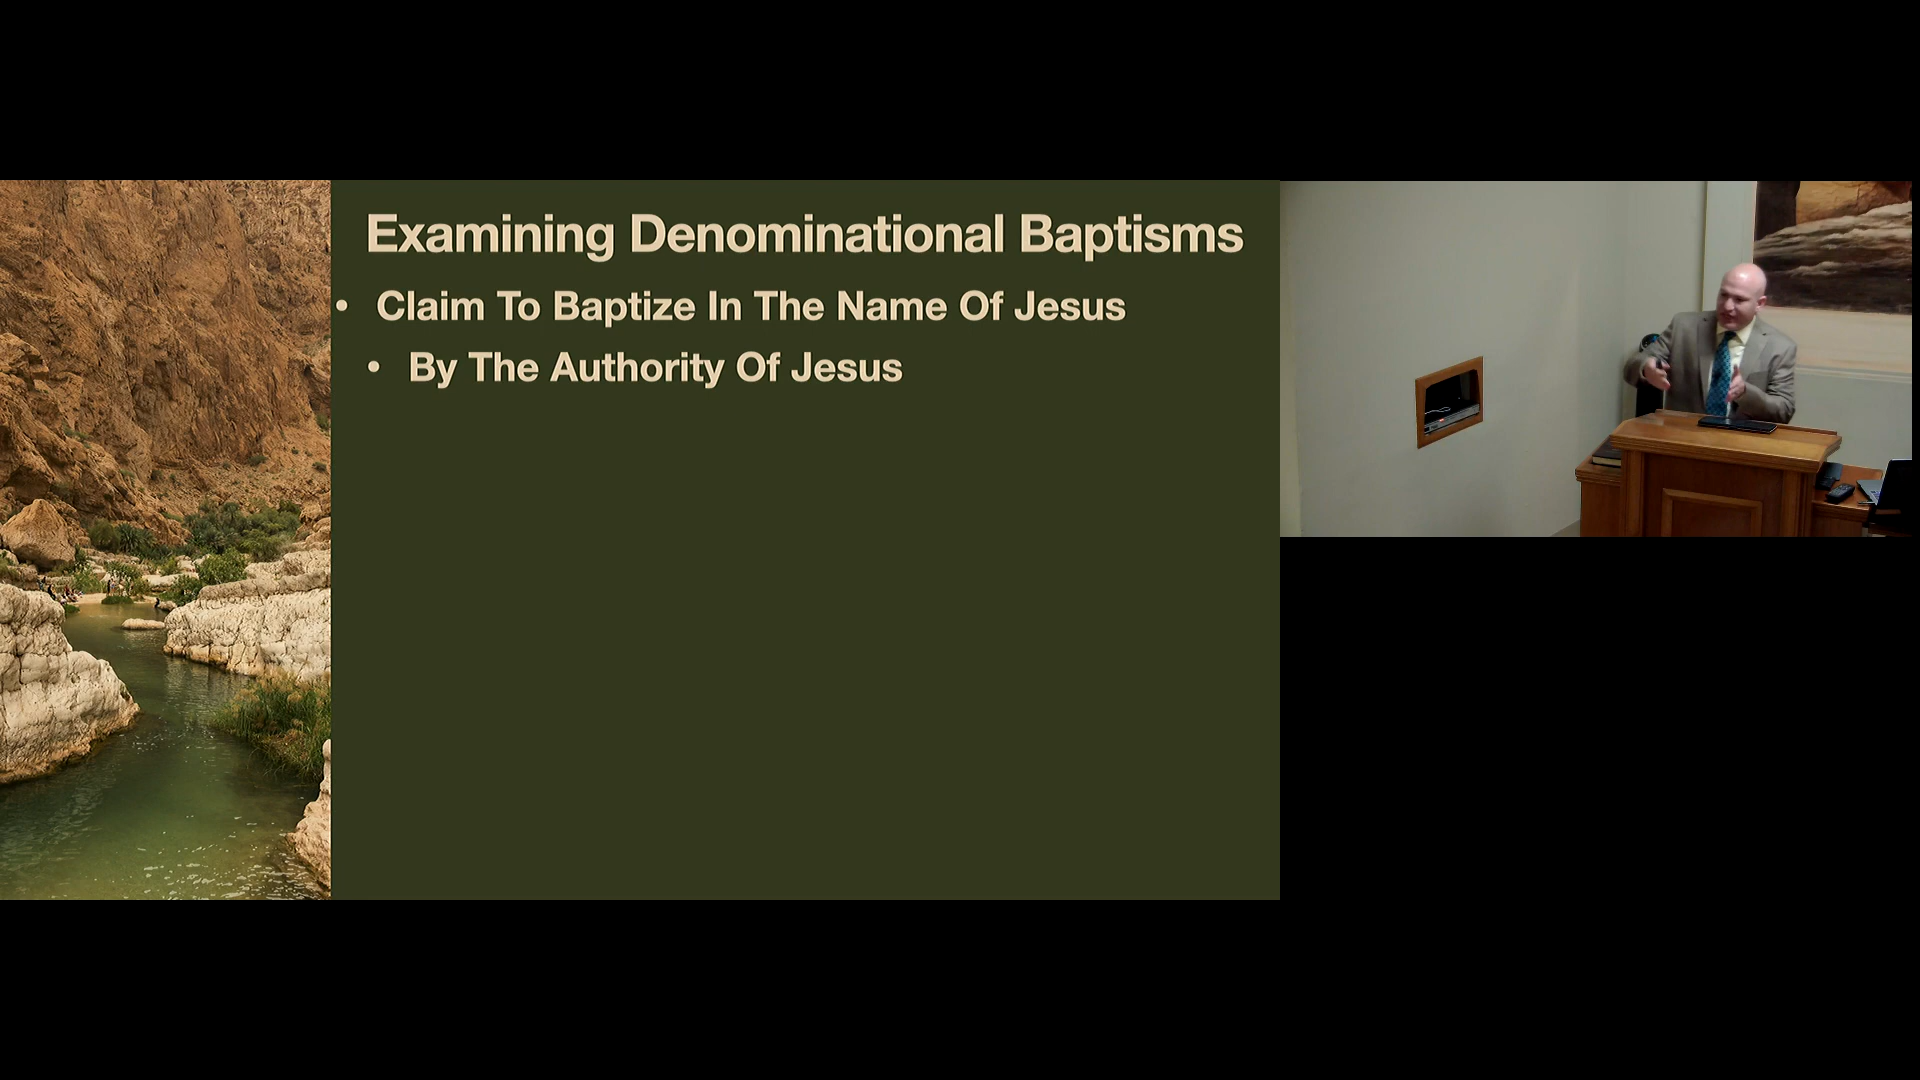 Examining Denominational Baptisms
• Claim To Baptize In The Name Of Jesus
• By The Authority Of Jesus